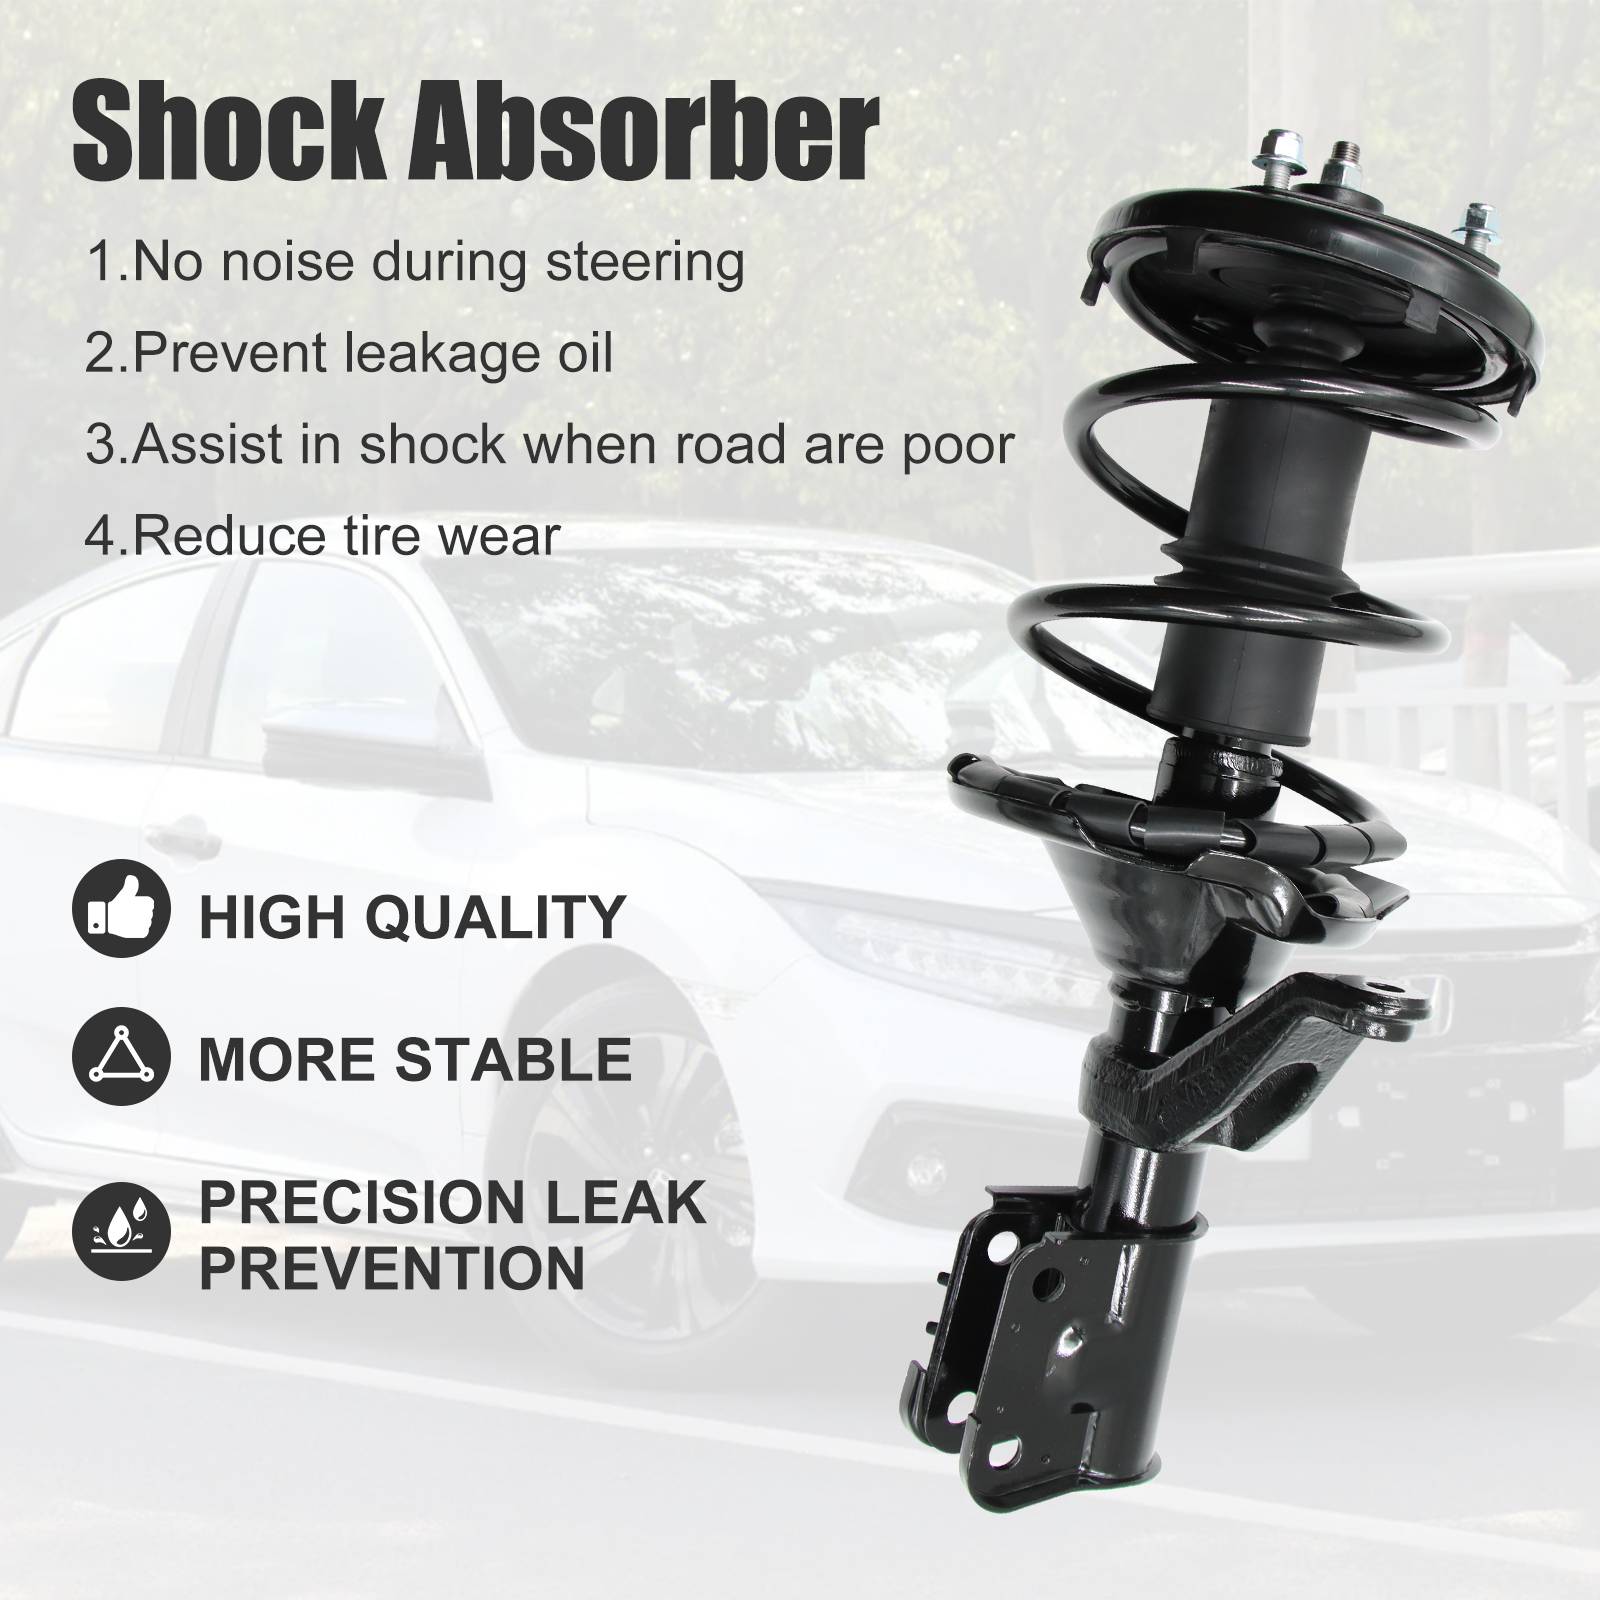 Shock Absorber
1.No noise during steering
2.Prevent leakage oil
3.Assist in shock when road are poor
4.Reduce tire wear
HIGH QUALITY
MORE STABLE
PRECISION LEAK
PREVENTION